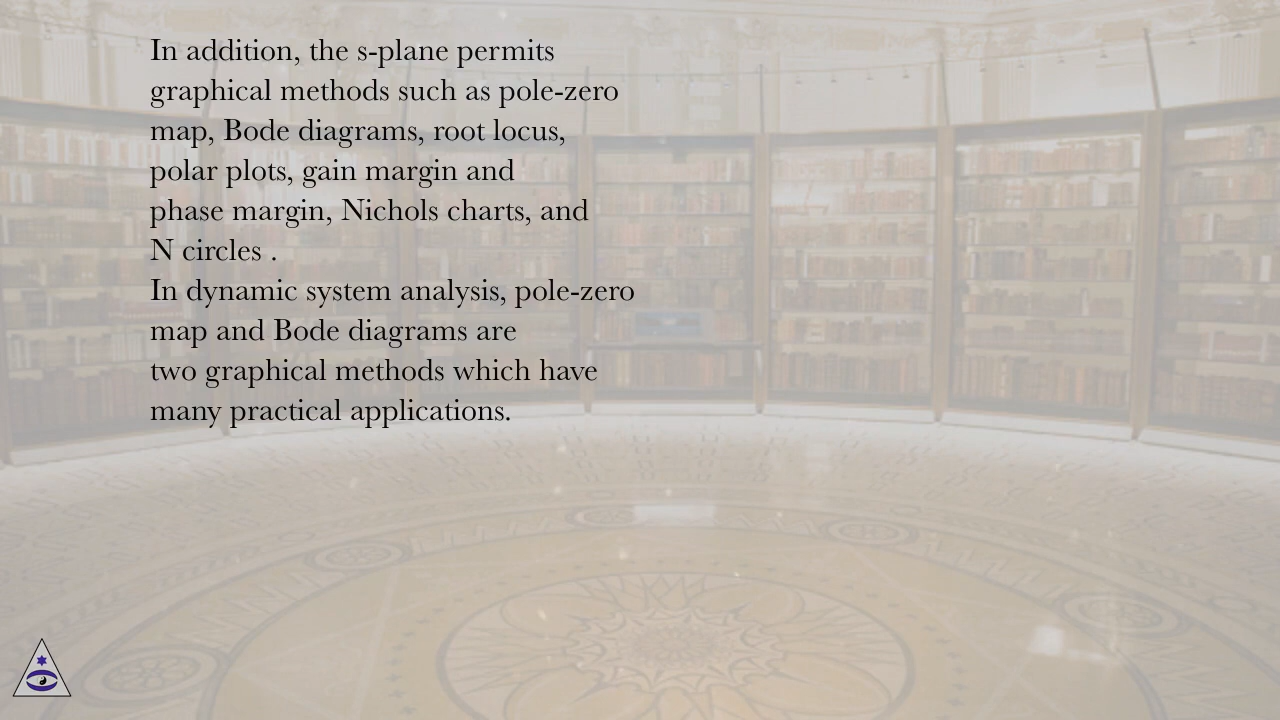 In addition, the s-plane permits
graphical methods such as pole-zero
map, Bode diagrams, root locus,
polar plots, gain margin and
phase margin, Nichols charts, and
N circles .
In dynamic system analysis, pole-zero
map and Bode diagrams are
two graphical methods which have
many practical applications.